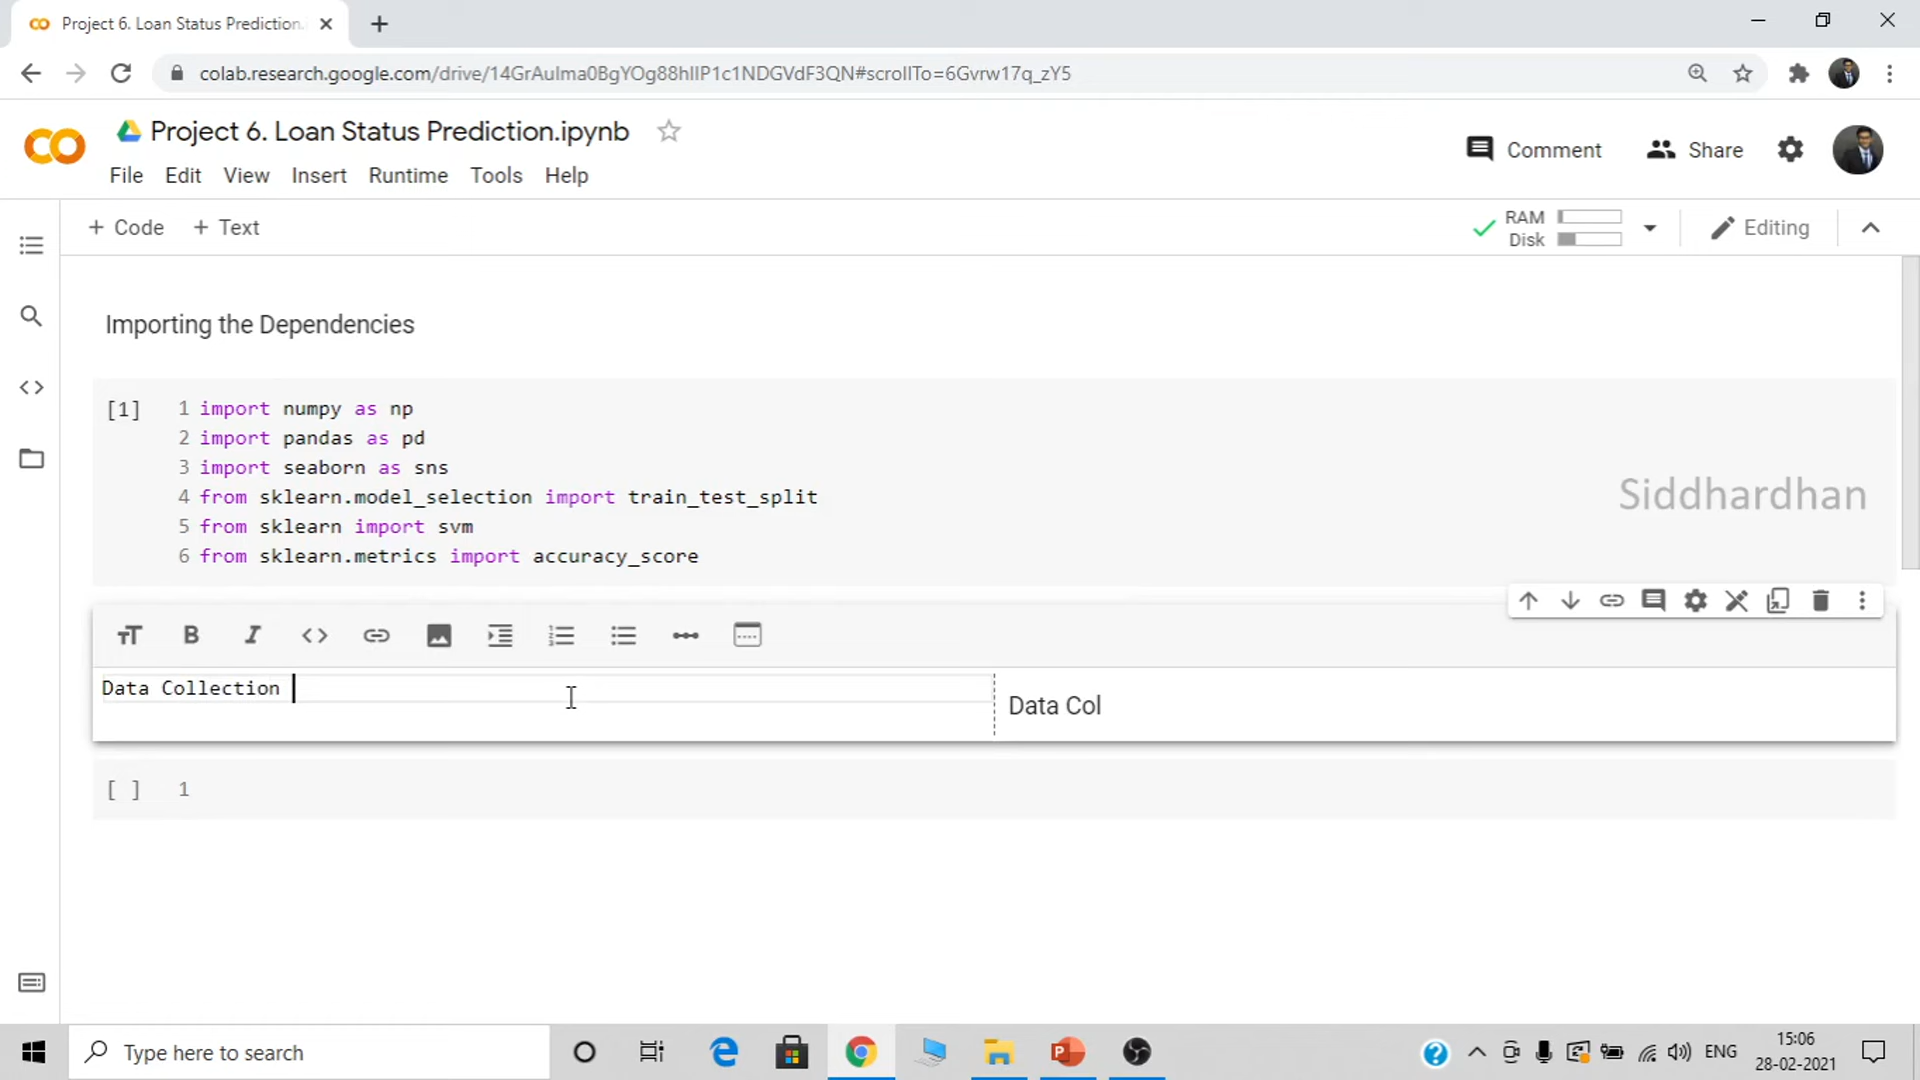 Project 6. Loan Status Prediction.
colab.research.google.com/drive/14GrAulma0BgYOg88hIIP1c1NDGVdF3QN#scrollTo=6Gvrw17q_zY5
Project 6. Loan Status Prediction.ipynb
Comment
Share
File Edit View Insert Runtime Tools Help
+ Code + Text
RAM
Disk
Editing
Importing the Dependencies
[1] 1 import numpy as np
2 import pandas as pd
3 import seaborn as sns
4 from sklearn.model_selection import train_test_split
5 from sklearn import svm
6 from sklearn.metrics import accuracy_score
Siddhardhan
Data Collection
Data Col
[ ] 1
Type here to search
ENG
15:06
28-02-2021